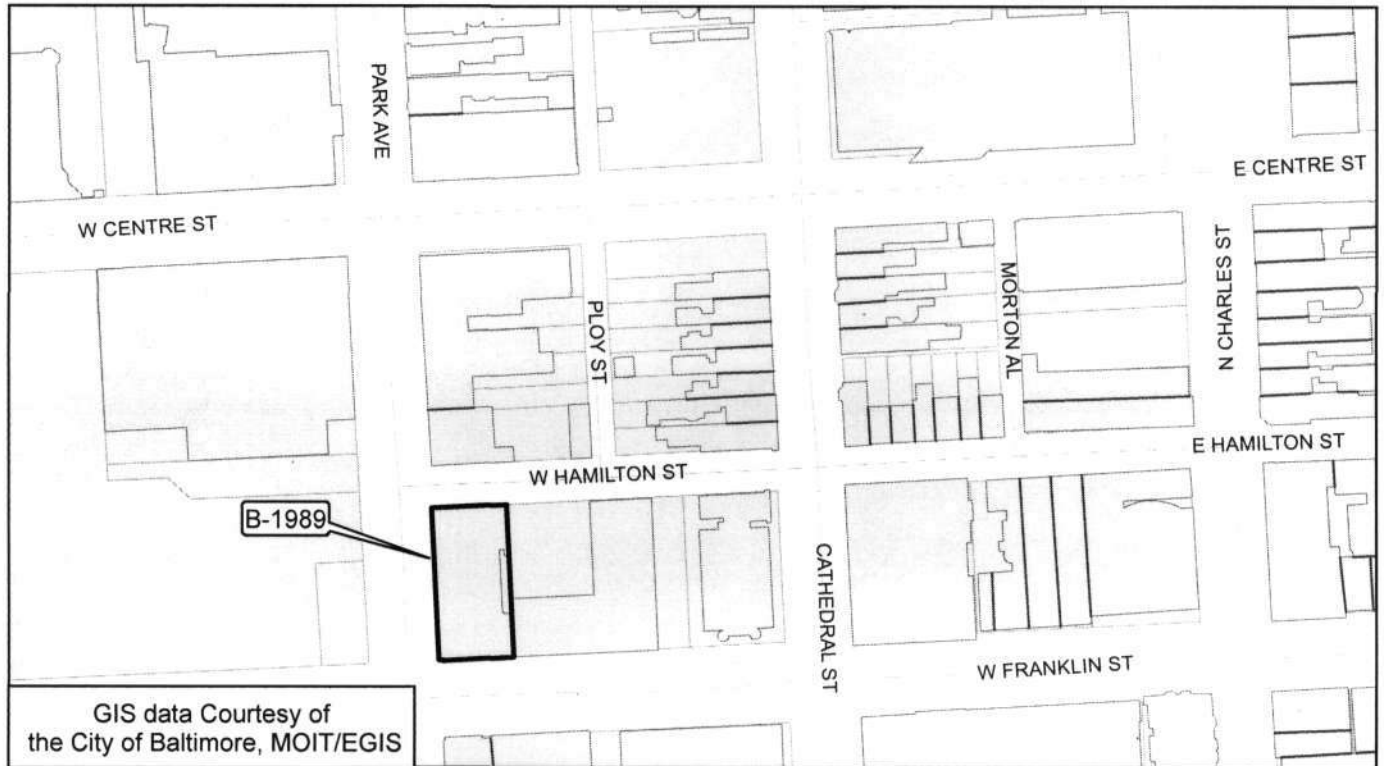 PARK AVE
E CENTRE ST
W CENTRE ST
PLOY ST
MORTON AL
N CHARLES ST
W HAMILTON ST
E HAMILTON ST
B-1989
CATHEDRAL ST
W FRANKLIN ST
GIS data Courtesy of
the City of Baltimore, MOIT/EGIS